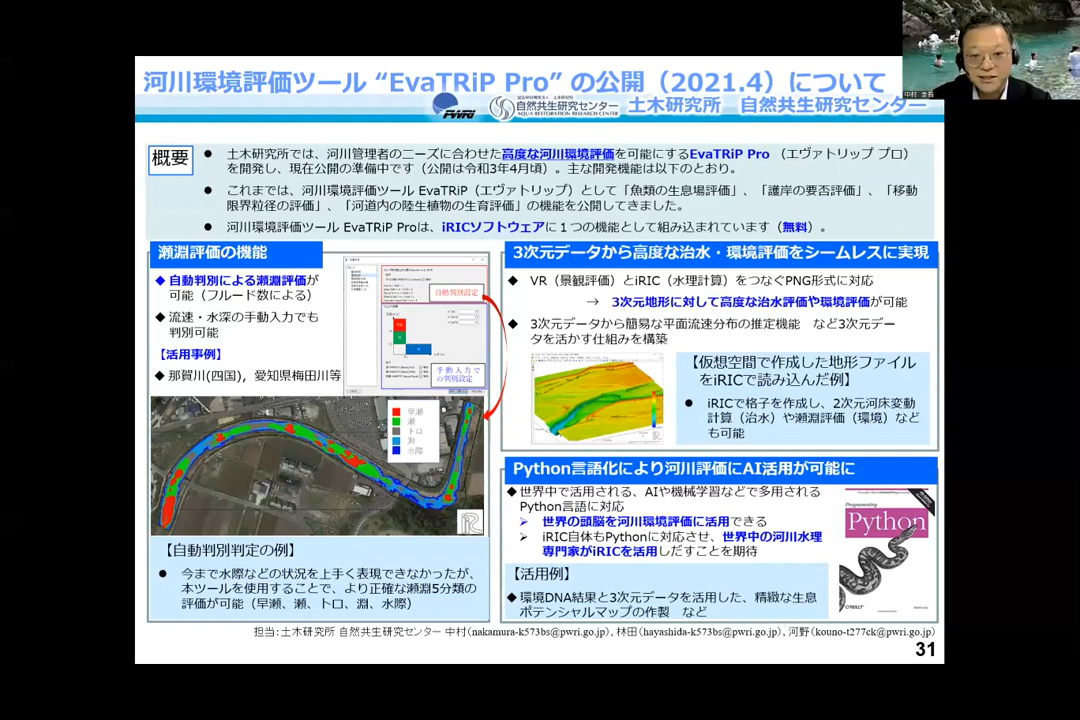 河川環境評価ツール “EvaTRiP Pro” の公開（2021.4）について
PWRI
自然共生研究センター
AQUA RESTORATION RESEARCH CENTER
土木研究所　自然共生研究センター
概要
● 土木研究所では、河川管理者のニーズに合わせた高度な河川環境評価を可能にするEvaTRiP Pro （エヴァトリップ プロ）
を開発し、現在公開の準備中です（公開は令和3年4月頃）。主な開発機能は以下のとおり。
● これまでは、河川環境評価ツール EvaTRiP（エヴァトリップ）として「魚類の生息場評価」、「護岸の要否評価」、「移動
限界粒径の評価」、「河道内の陸生植物の生育評価」の機能を公開してきました。
● 河川環境評価ツール EvaTRiP Proは、iRICソフトウェアに１つの機能として組み込まれています（無料）。
瀬淵評価の機能
◆ 自動判別による瀬淵評価が
可能（フルード数による）
◆ 流速・水深の手動入力でも
判別可能
【活用事例】
◆ 那賀川(四国)，愛知県梅田川等
自動判別設定
手動入力で
の判別設定
早瀬
瀬
トロ
淵
水際
【自動判別判定の例】
● 今まで水際などの状況を上手く表現できなかったが、
本ツールを使用することで、より正確な瀬淵5分類の
評価が可能（早瀬、瀬、トロ、淵、水際）
3次元データから高度な治水・環境評価をシームレスに実現
◆ VR（景観評価）とiRIC（水理計算）をつなぐPNG形式に対応
→ 3次元地形に対して高度な治水評価や環境評価が可能
◆ 3次元データから簡易な平面流速分布の推定機能　など3次元デー
タを活かす仕組みを構築
【仮想空間で作成した地形ファイル
をiRICで読み込んだ例】
● iRICで格子を作成し、2次元河床変動
計算（治水）や瀬淵評価（環境）など
も可能
Python言語化により河川評価にAI活用が可能に
◆ 世界中で活用される、AIや機械学習などで多用される
Python言語に対応
➢ 世界の頭脳を河川環境評価に活用できる
➢ iRIC自体もPythonに対応させ、世界中の河川水理
専門家がiRICを活用しだすことを期待
Programming
Python
O'REILLY
【活用例】
◆ 環境DNA結果と3次元データを活用した、精緻な生息
ポテンシャルマップの作製　など
担当：土木研究所 自然共生研究センター 中村（nakamura-k573bs@pwri.go.jp），林田（hayashida-k573bs@pwri.go.jp），河野（kouno-t277ck@pwri.go.jp）
31